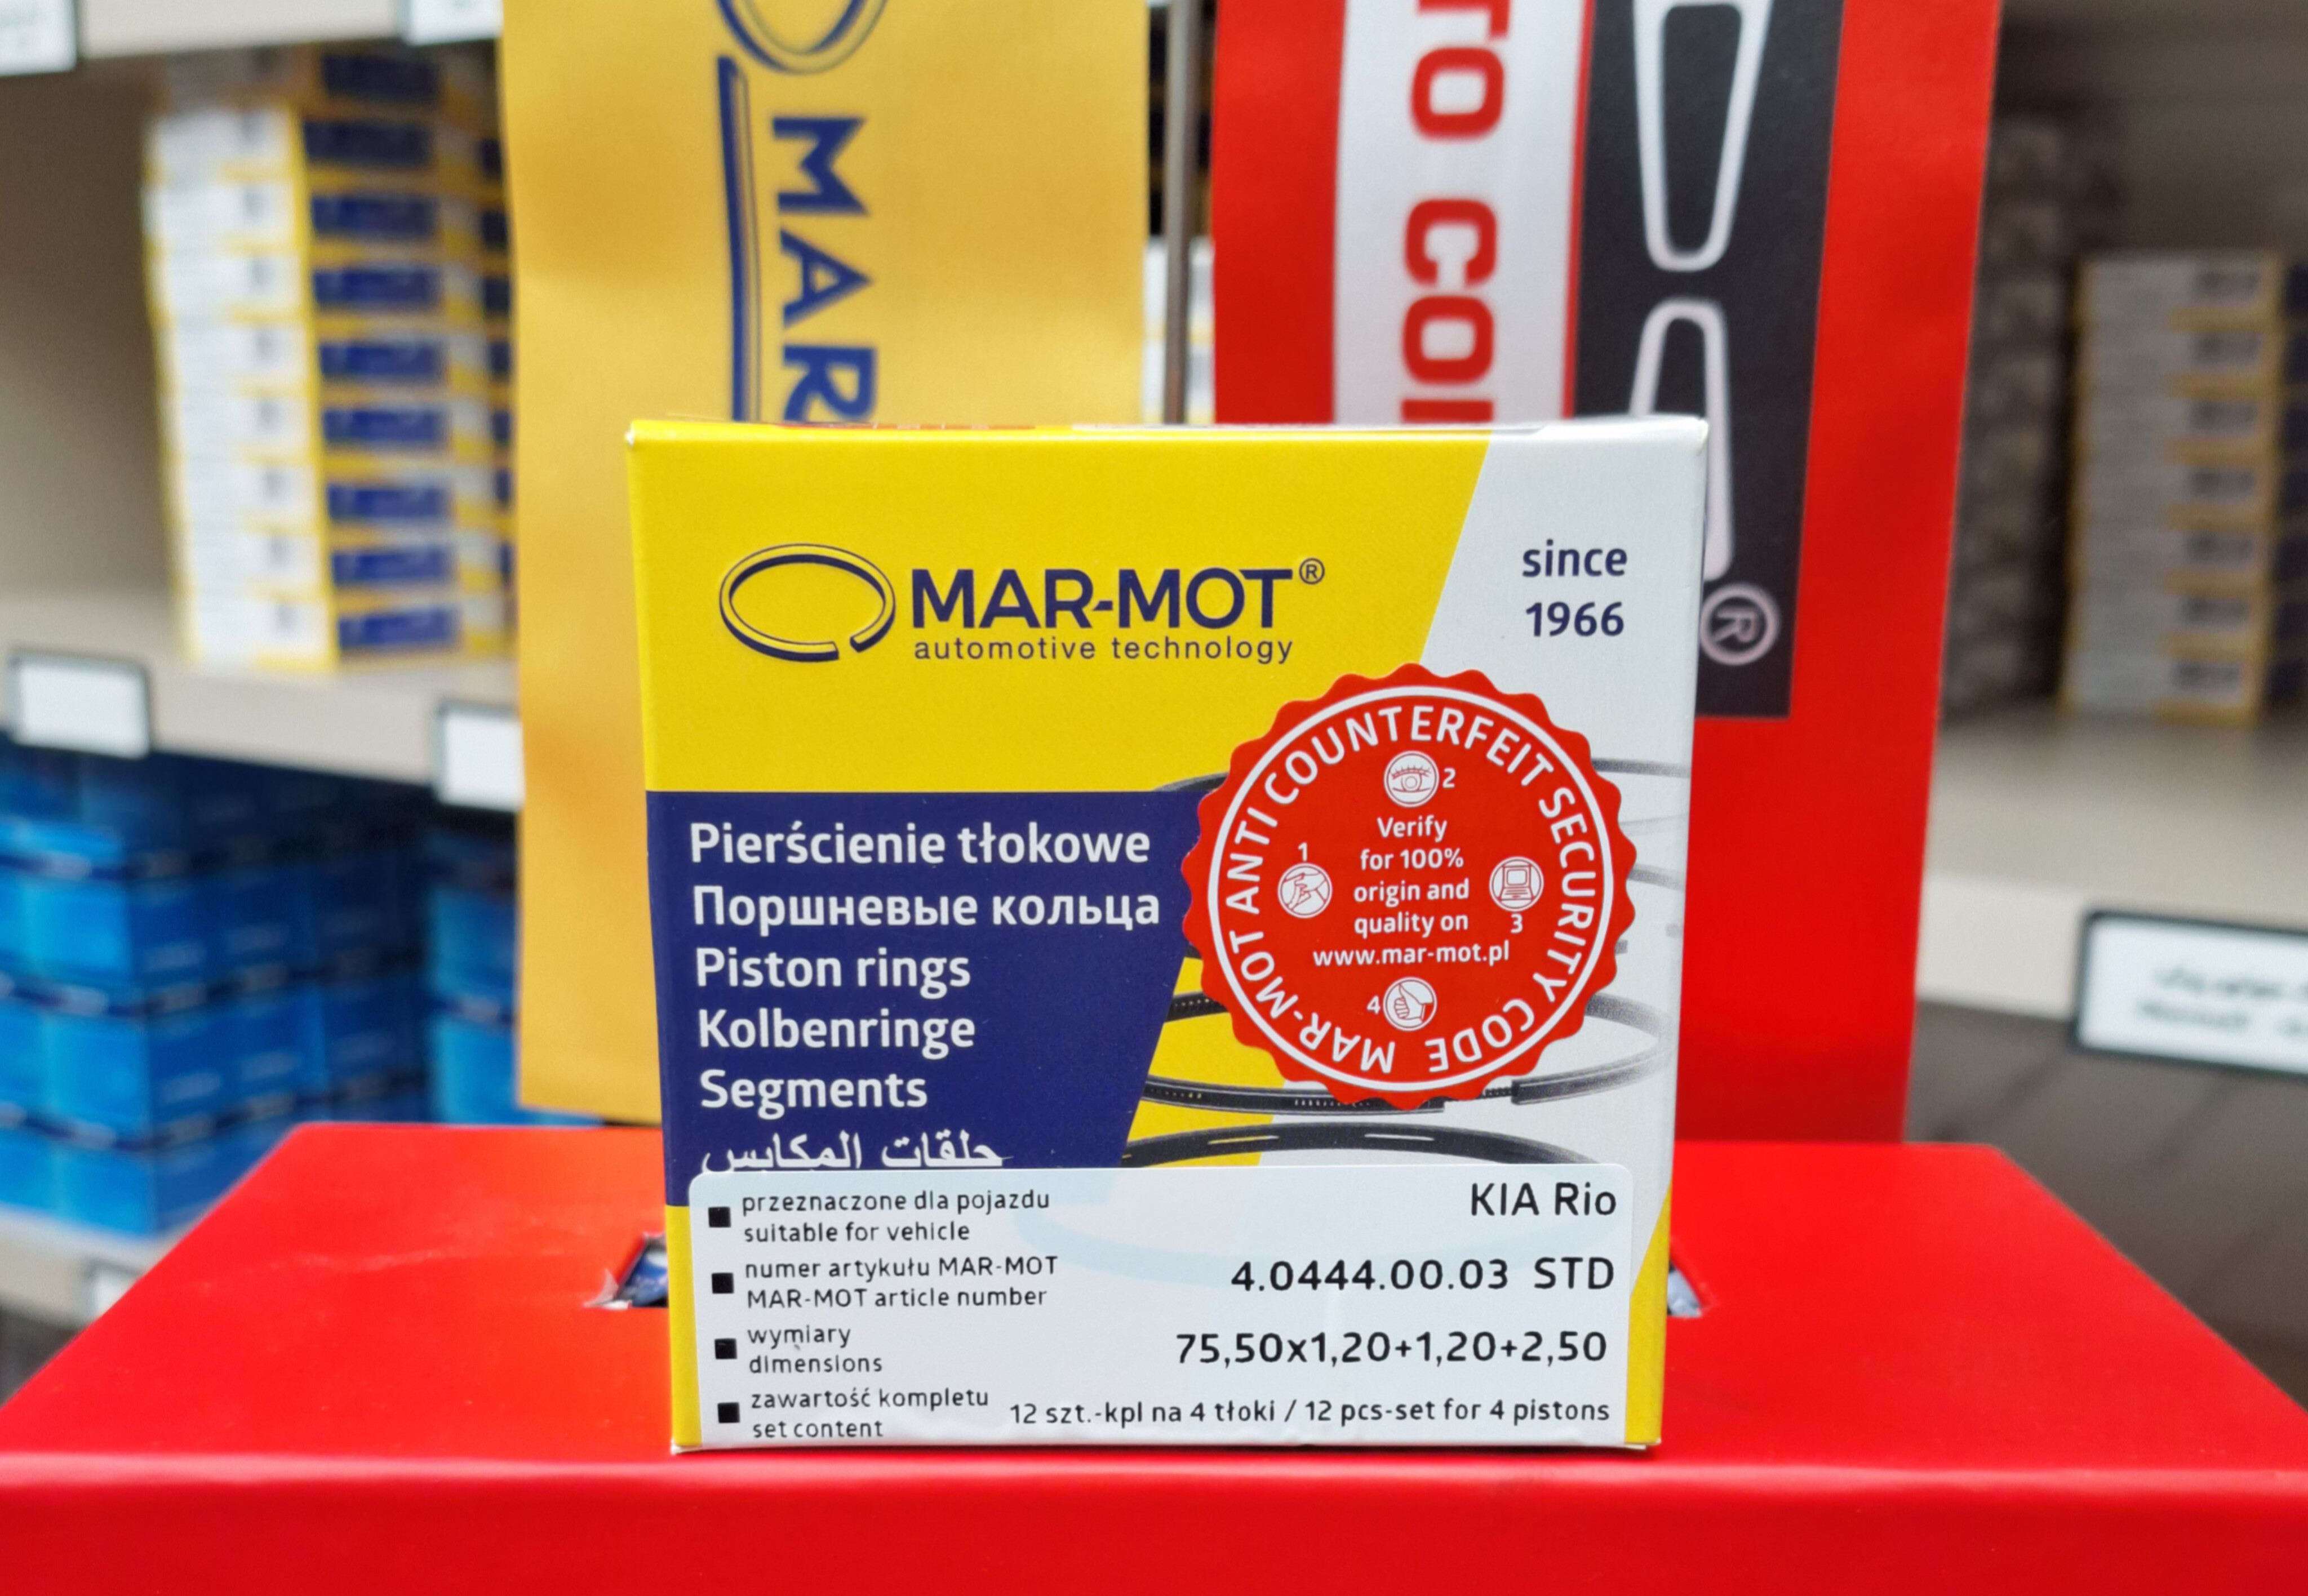 MAR
TO COI
®
MAR-MOT®
automotive technology
since
1966
MAR-MOT ANTI COUNTERFEIT SECURITY CODE
2
Verify
for 100%
origin and
quality on
www.mar-mot.pl
1
3
4
Pierścienie tłokowe
Поршневые кольца
Piston rings
Kolbenringe
Segments
حلقات المكابس
przeznaczone dla pojazdu
suitable for vehicle
KIA Rio
numer artykułu MAR-MOT
MAR-MOT article number
4.0444.00.03 STD
wymiary
dimensions
75,50x1,20+1,20+2,50
zawartość kompletu
set content
12 szt.-kpl na 4 tłoki / 12 pcs-set for 4 pistons